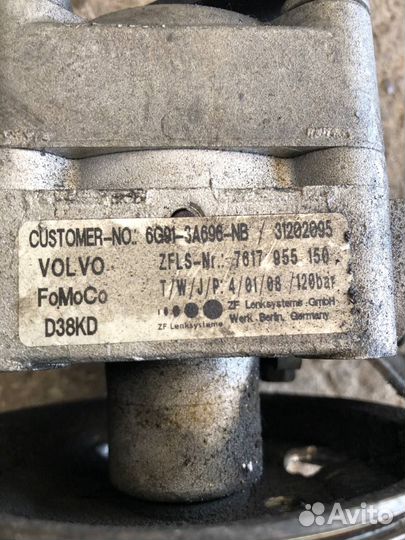 CUSTOMER-NO.: 6G91-3A696-NB / 31202095
VOLVO ZFLS-Nr.: 7617 955 150
FoMoCo T/W/J/P: 4/01/08 /120bar
D38KD ZF Lenksysteme GmbH
ZF Lenksysteme Werk Berlin, Germany
Avito